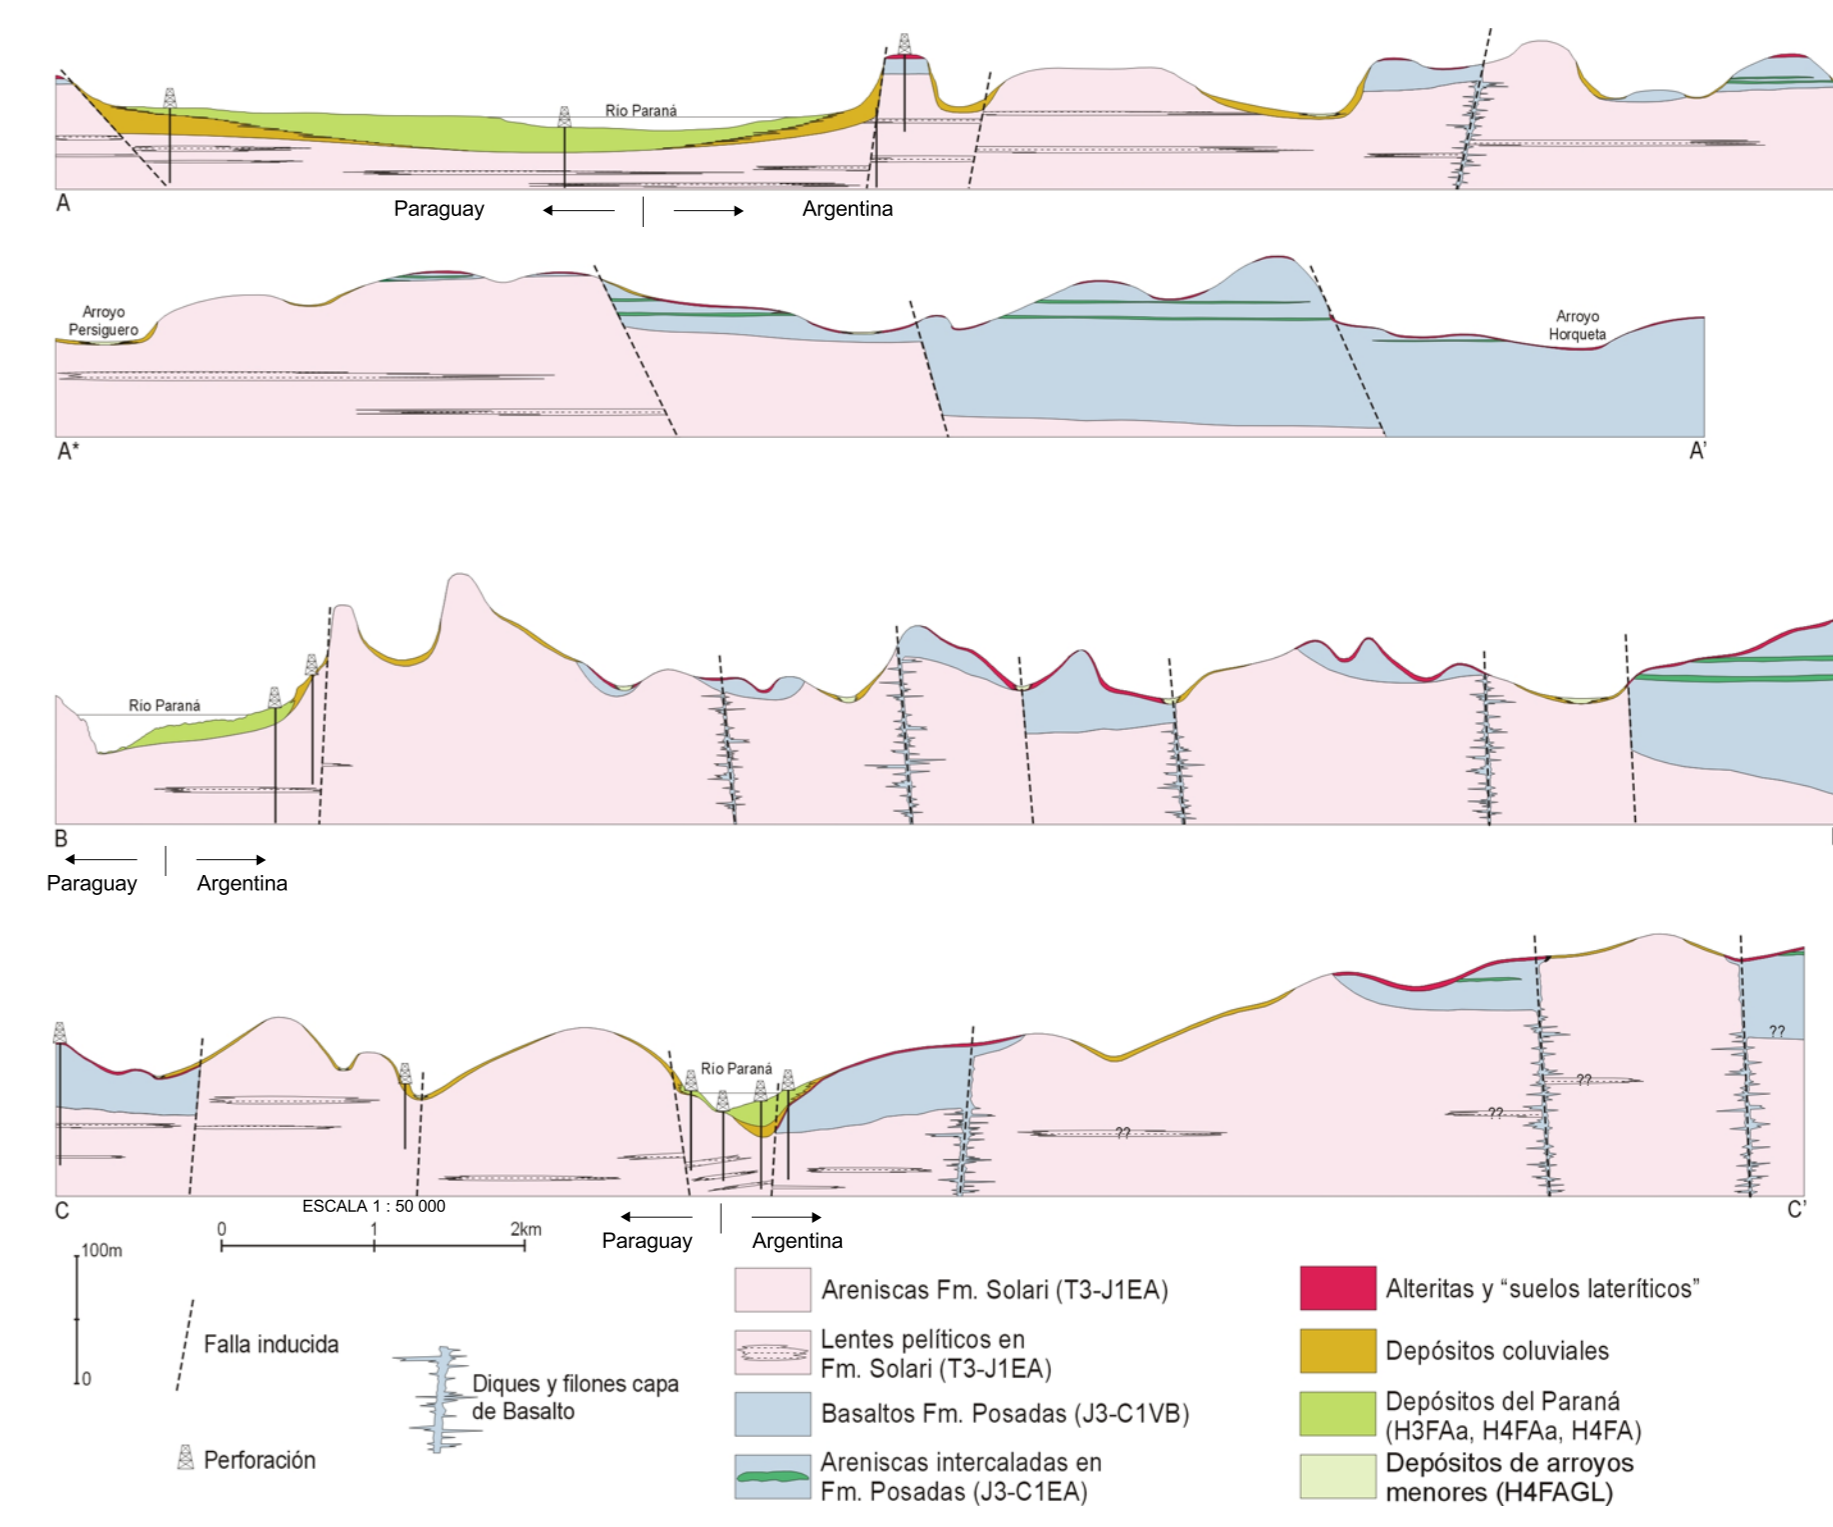 Río Paraná
A
Paraguay
Argentina
Arroyo
Persiguero
Arroyo
Horqueta
A*
A'
Río Paraná
B
Paraguay
Argentina
Río Paraná
??
??
??
??
C
C'
ESCALA 1 : 50 000
Paraguay
Argentina
0
1
2km
100m
0
Falla inducida
Diques y filones capa
de Basalto
Perforación
Areniscas Fm. Solari (T3-J1EA)
Lentes pelíticos en
Fm. Solari (T3-J1EA)
Basaltos Fm. Posadas (J3-C1VB)
Areniscas intercaladas en
Fm. Posadas (J3-C1EA)
Alteritas y “suelos lateríticos”
Depósitos coluviales
Depósitos del Paraná
(H3FAa, H4FAa, H4FA)
Depósitos de arroyos
menores (H4FAGL)